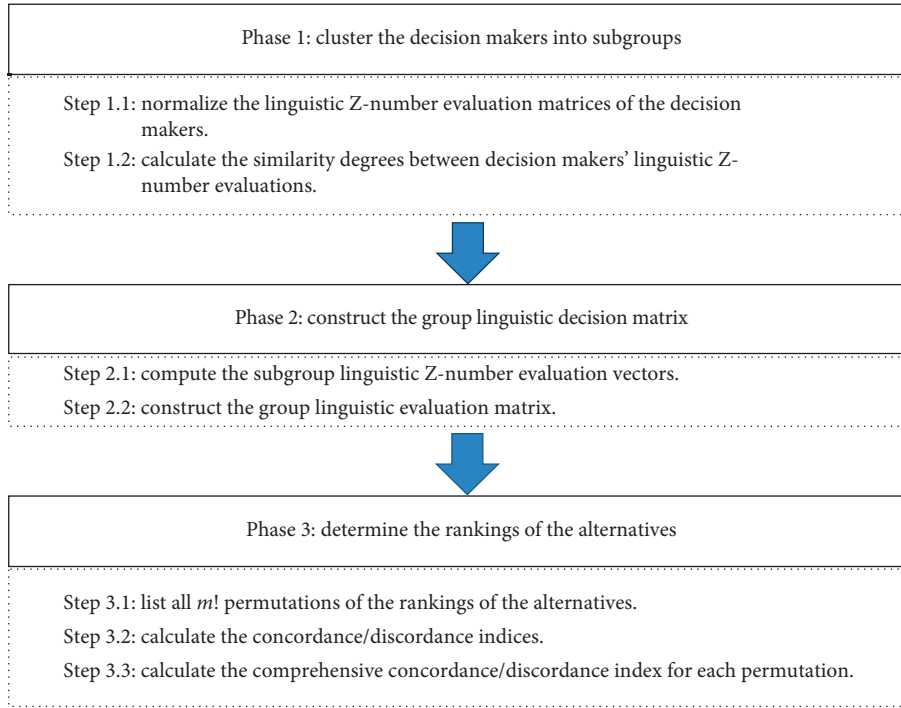 Phase 1: cluster the decision makers into subgroups
Step 1.1: normalize the linguistic Z-number evaluation matrices of the decision
makers.
Step 1.2: calculate the similarity degrees between decision makers’ linguistic Z-
number evaluations.
Phase 2: construct the group linguistic decision matrix
Step 2.1: compute the subgroup linguistic Z-number evaluation vectors.
Step 2.2: construct the group linguistic evaluation matrix.
Phase 3: determine the rankings of the alternatives
Step 3.1: list all m! permutations of the rankings of the alternatives.
Step 3.2: calculate the concordance/discordance indices.
Step 3.3: calculate the comprehensive concordance/discordance index for each permutation.